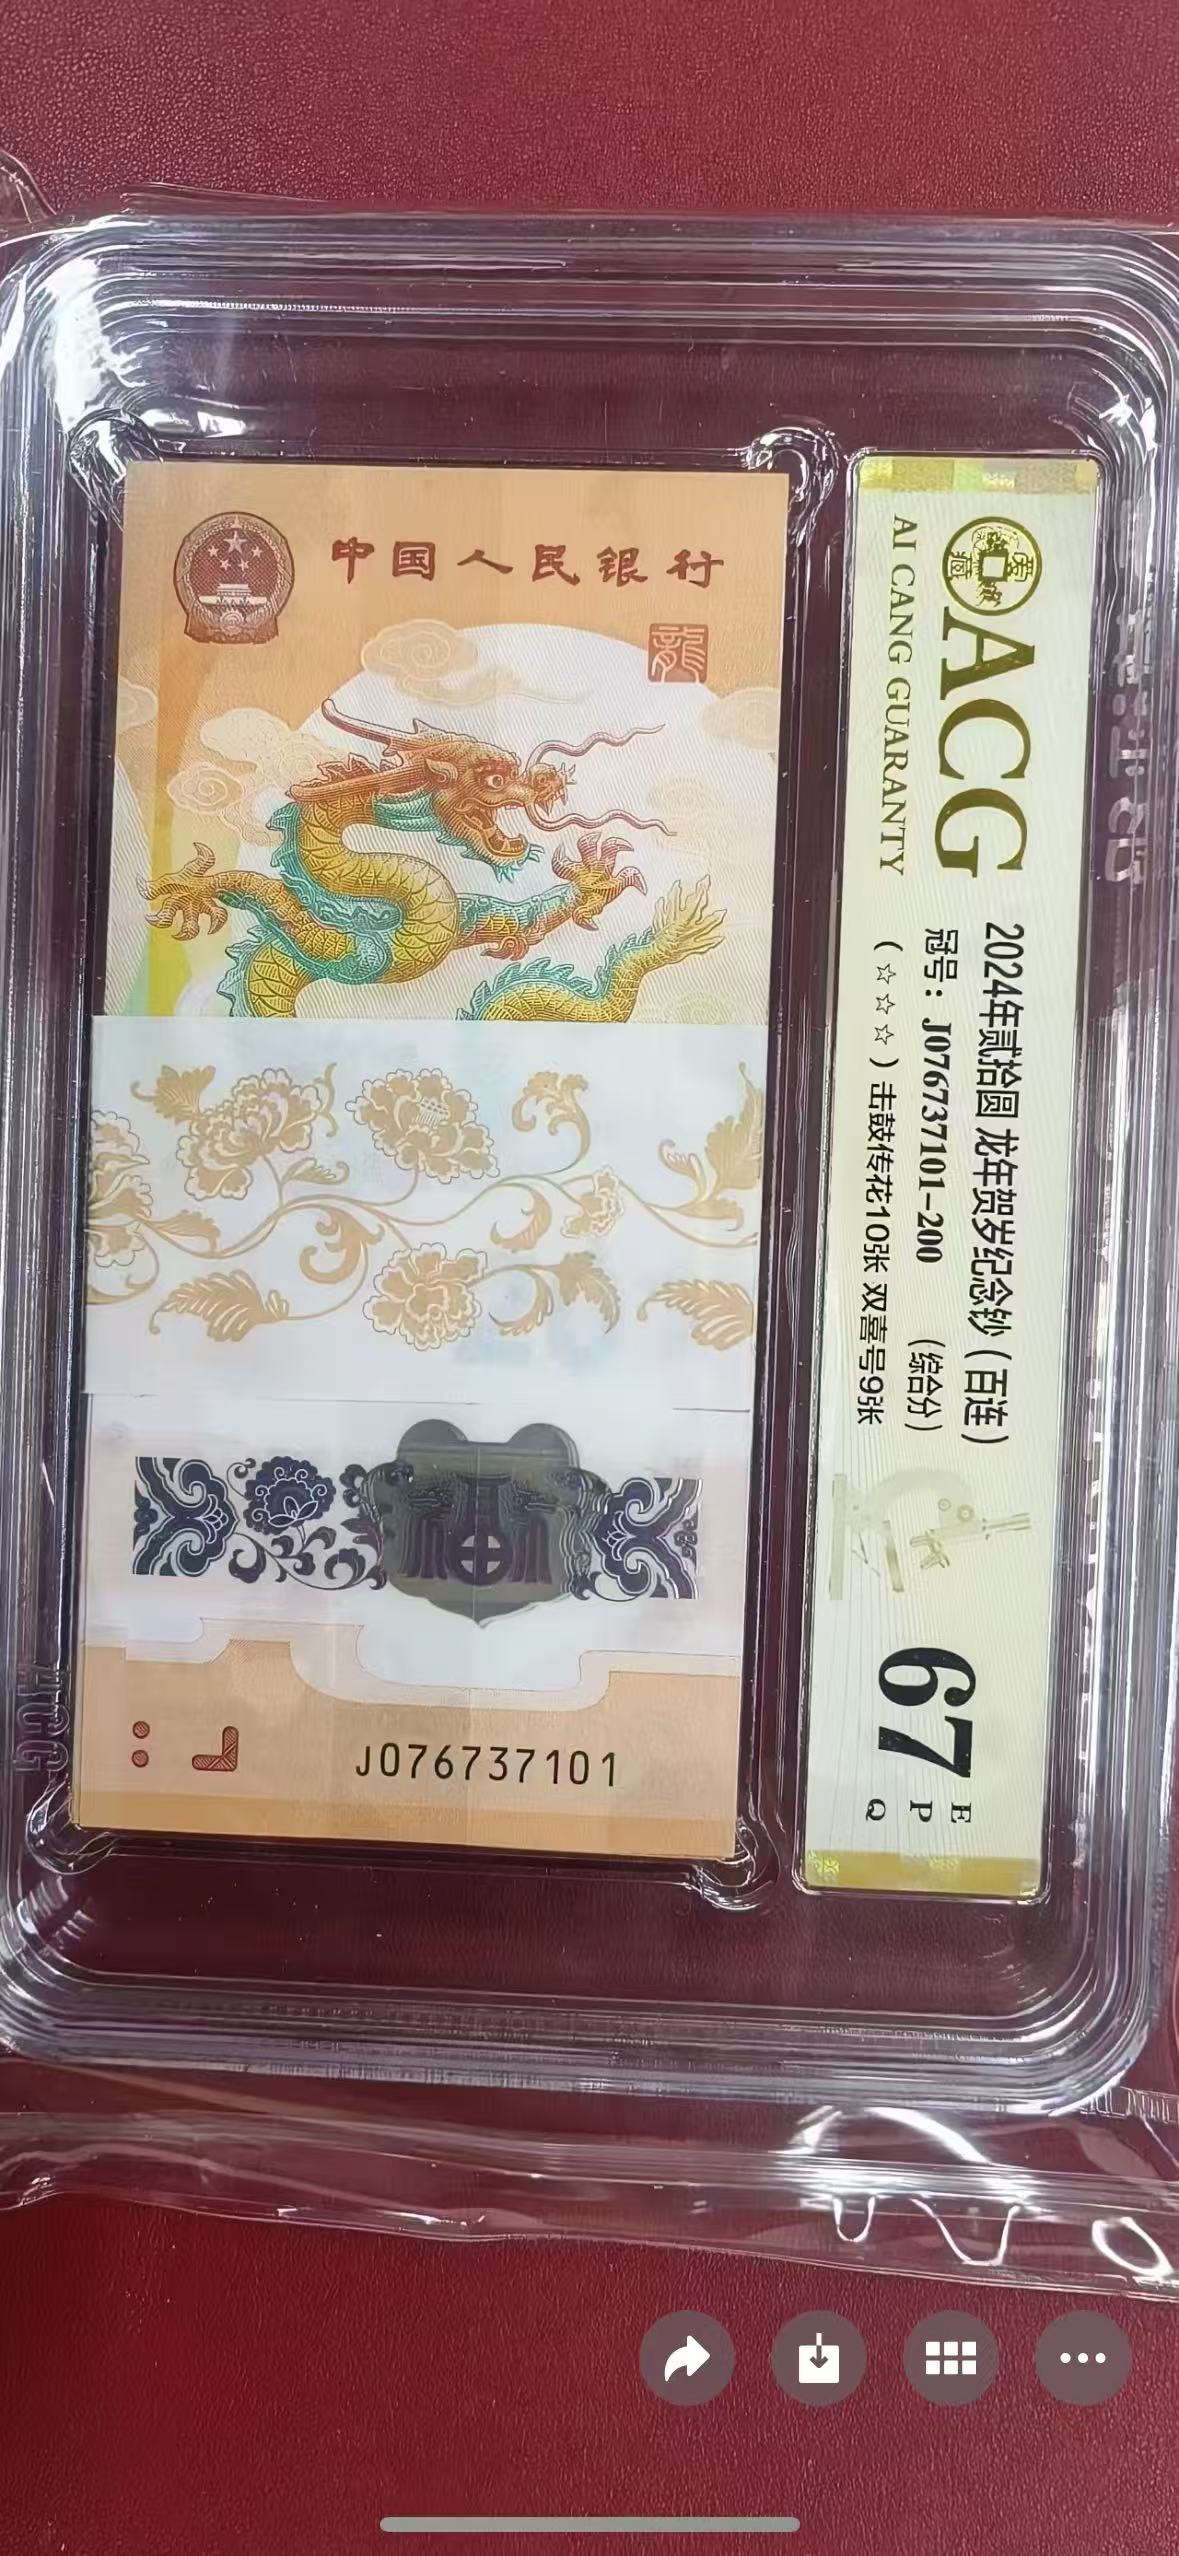 中国人民银行
龍
J076737101
ACG
AI CANG GUARANTY
2024年贰拾圆 龙年贺岁纪念钞（百连）
冠号：J076737101-200 （综合分）
（☆☆☆）击鼓传花10张 双喜号9张
67
E
P
Q